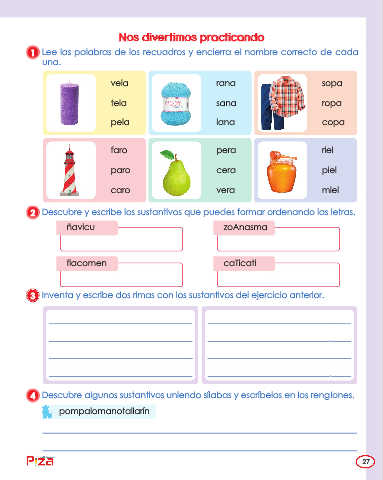 Nos divertimos practicando
1 Lee las palabras de los recuadros y encierra el nombre correcto de cada
una.
vela
tela
pela
rana
sana
lana
sopa
ropa
copa
faro
paro
caro
pera
cera
vera
riel
piel
miel
2 Descubre y escribe los sustantivos que puedes formar ordenando las letras.
ñavicu
zoAnasma
flacomen
caTicati
3 Inventa y escribe dos rimas con los sustantivos del ejercicio anterior.
4 Descubre algunos sustantivos uniendo sílabas y escríbelos en los renglones.
pompalomanotallarín
Piza
27